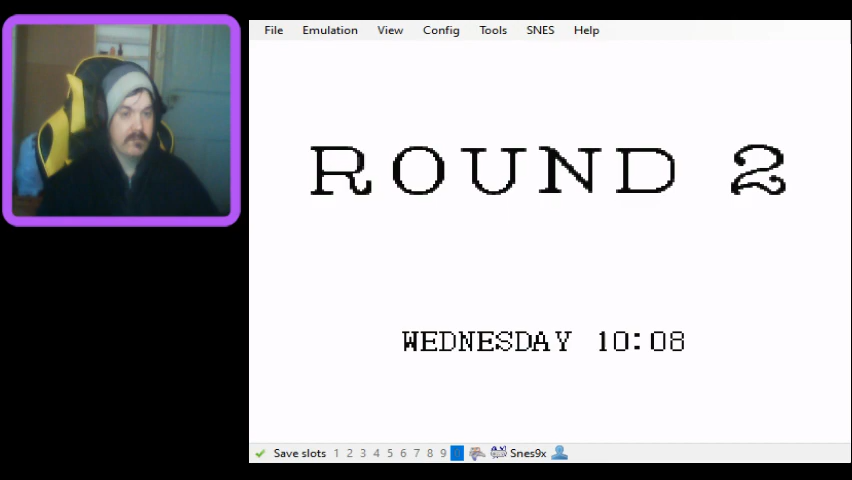 File Emulation View Config Tools SNES Help
ROUND 2
WEDNESDAY 10:08
Save slots 1 2 3 4 5 6 7 8 9 0 Snes9x